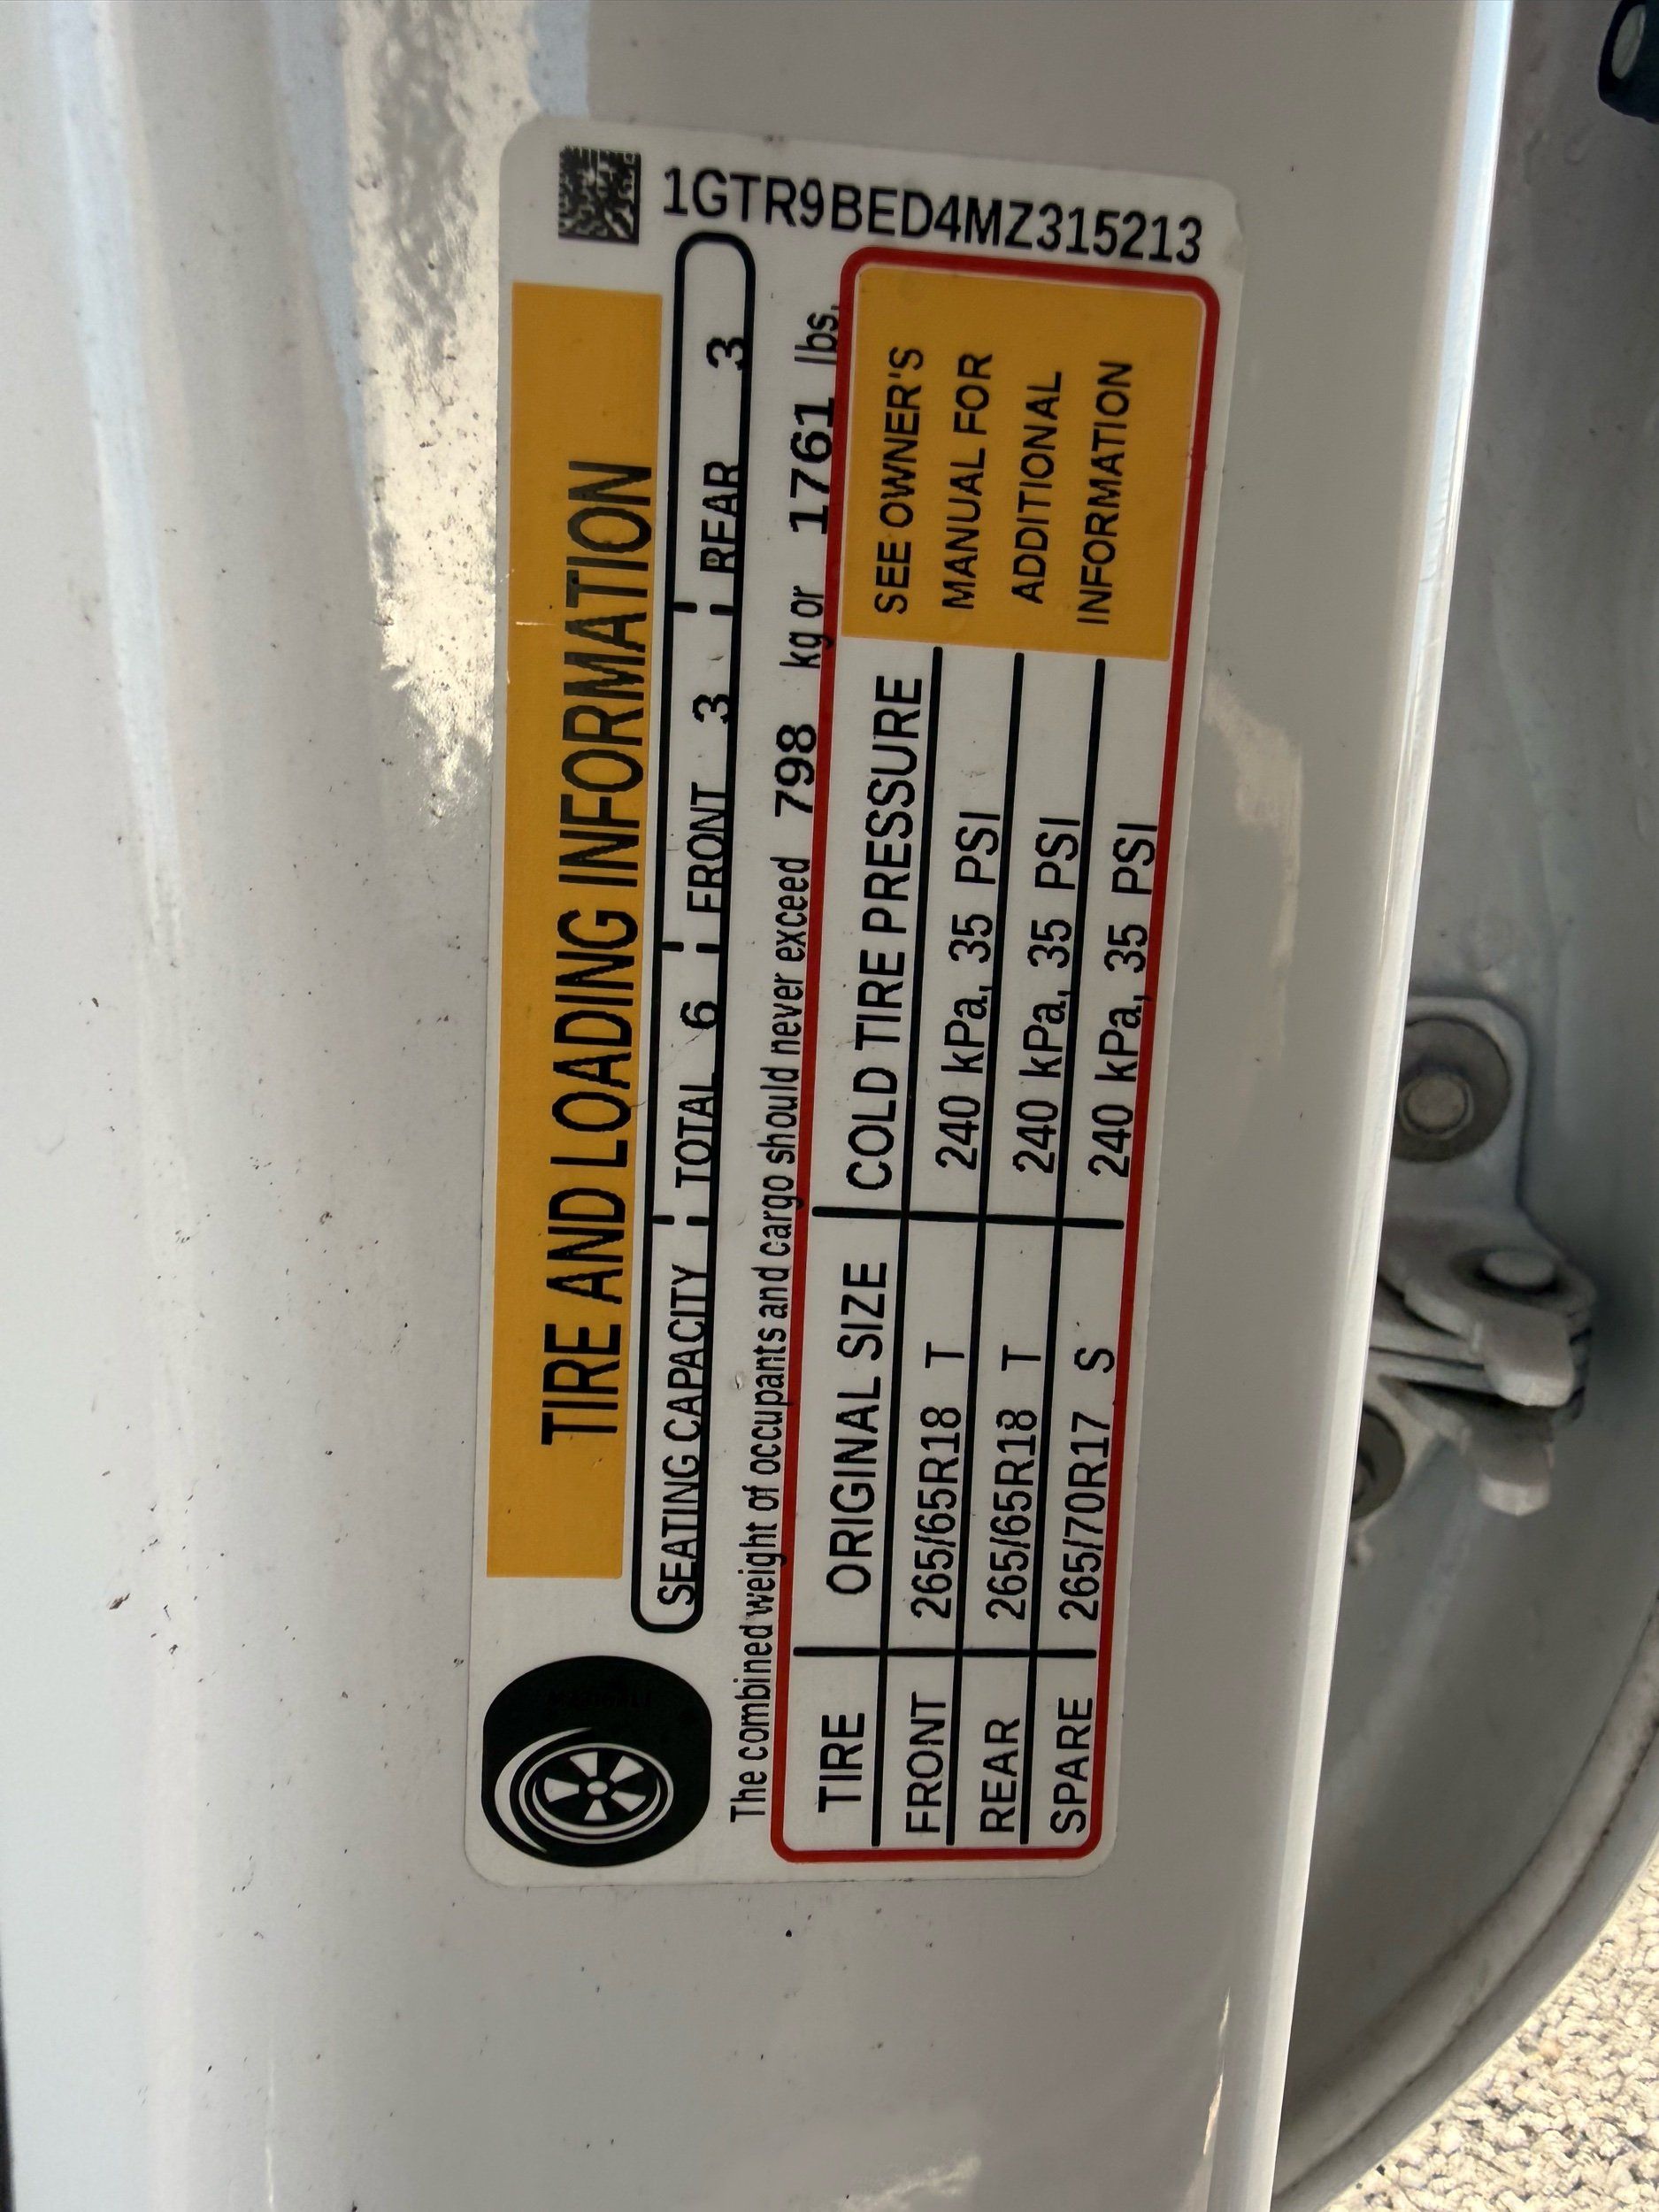 TIRE AND LOADING INFORMATION
SEATING CAPACITY TOTAL 6 FRONT 3 REAR 3
The combined weight of occupants and cargo should never exceed 798 kg or 1761 lbs.
TIRE ORIGINAL SIZE COLD TIRE PRESSURE
FRONT 265/65R18 T 240 kPa, 35 PSI
REAR 265/65R18 T 240 kPa, 35 PSI
SPARE 265/70R17 S 240 kPa, 35 PSI
SEE OWNER'S
MANUAL FOR
ADDITIONAL
INFORMATION
1GTR9BED4MZ315213